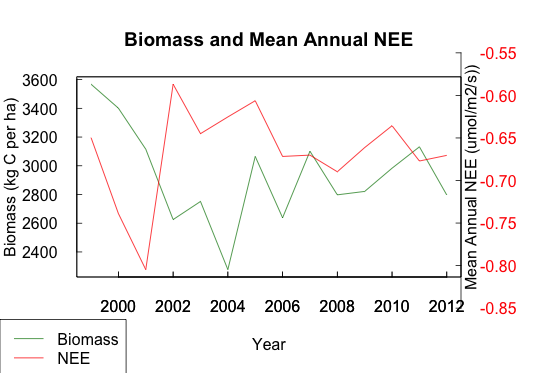 Biomass and Mean Annual NEE
Biomass (kg C per ha)
3600
3400
3200
3000
2800
2600
2400
-0.55
-0.60
-0.65
-0.70
-0.75
-0.80
-0.85
Mean Annual NEE (umol/m2/s))
2000 2002 2004 2006 2008 2010 2012
Year
Biomass
NEE